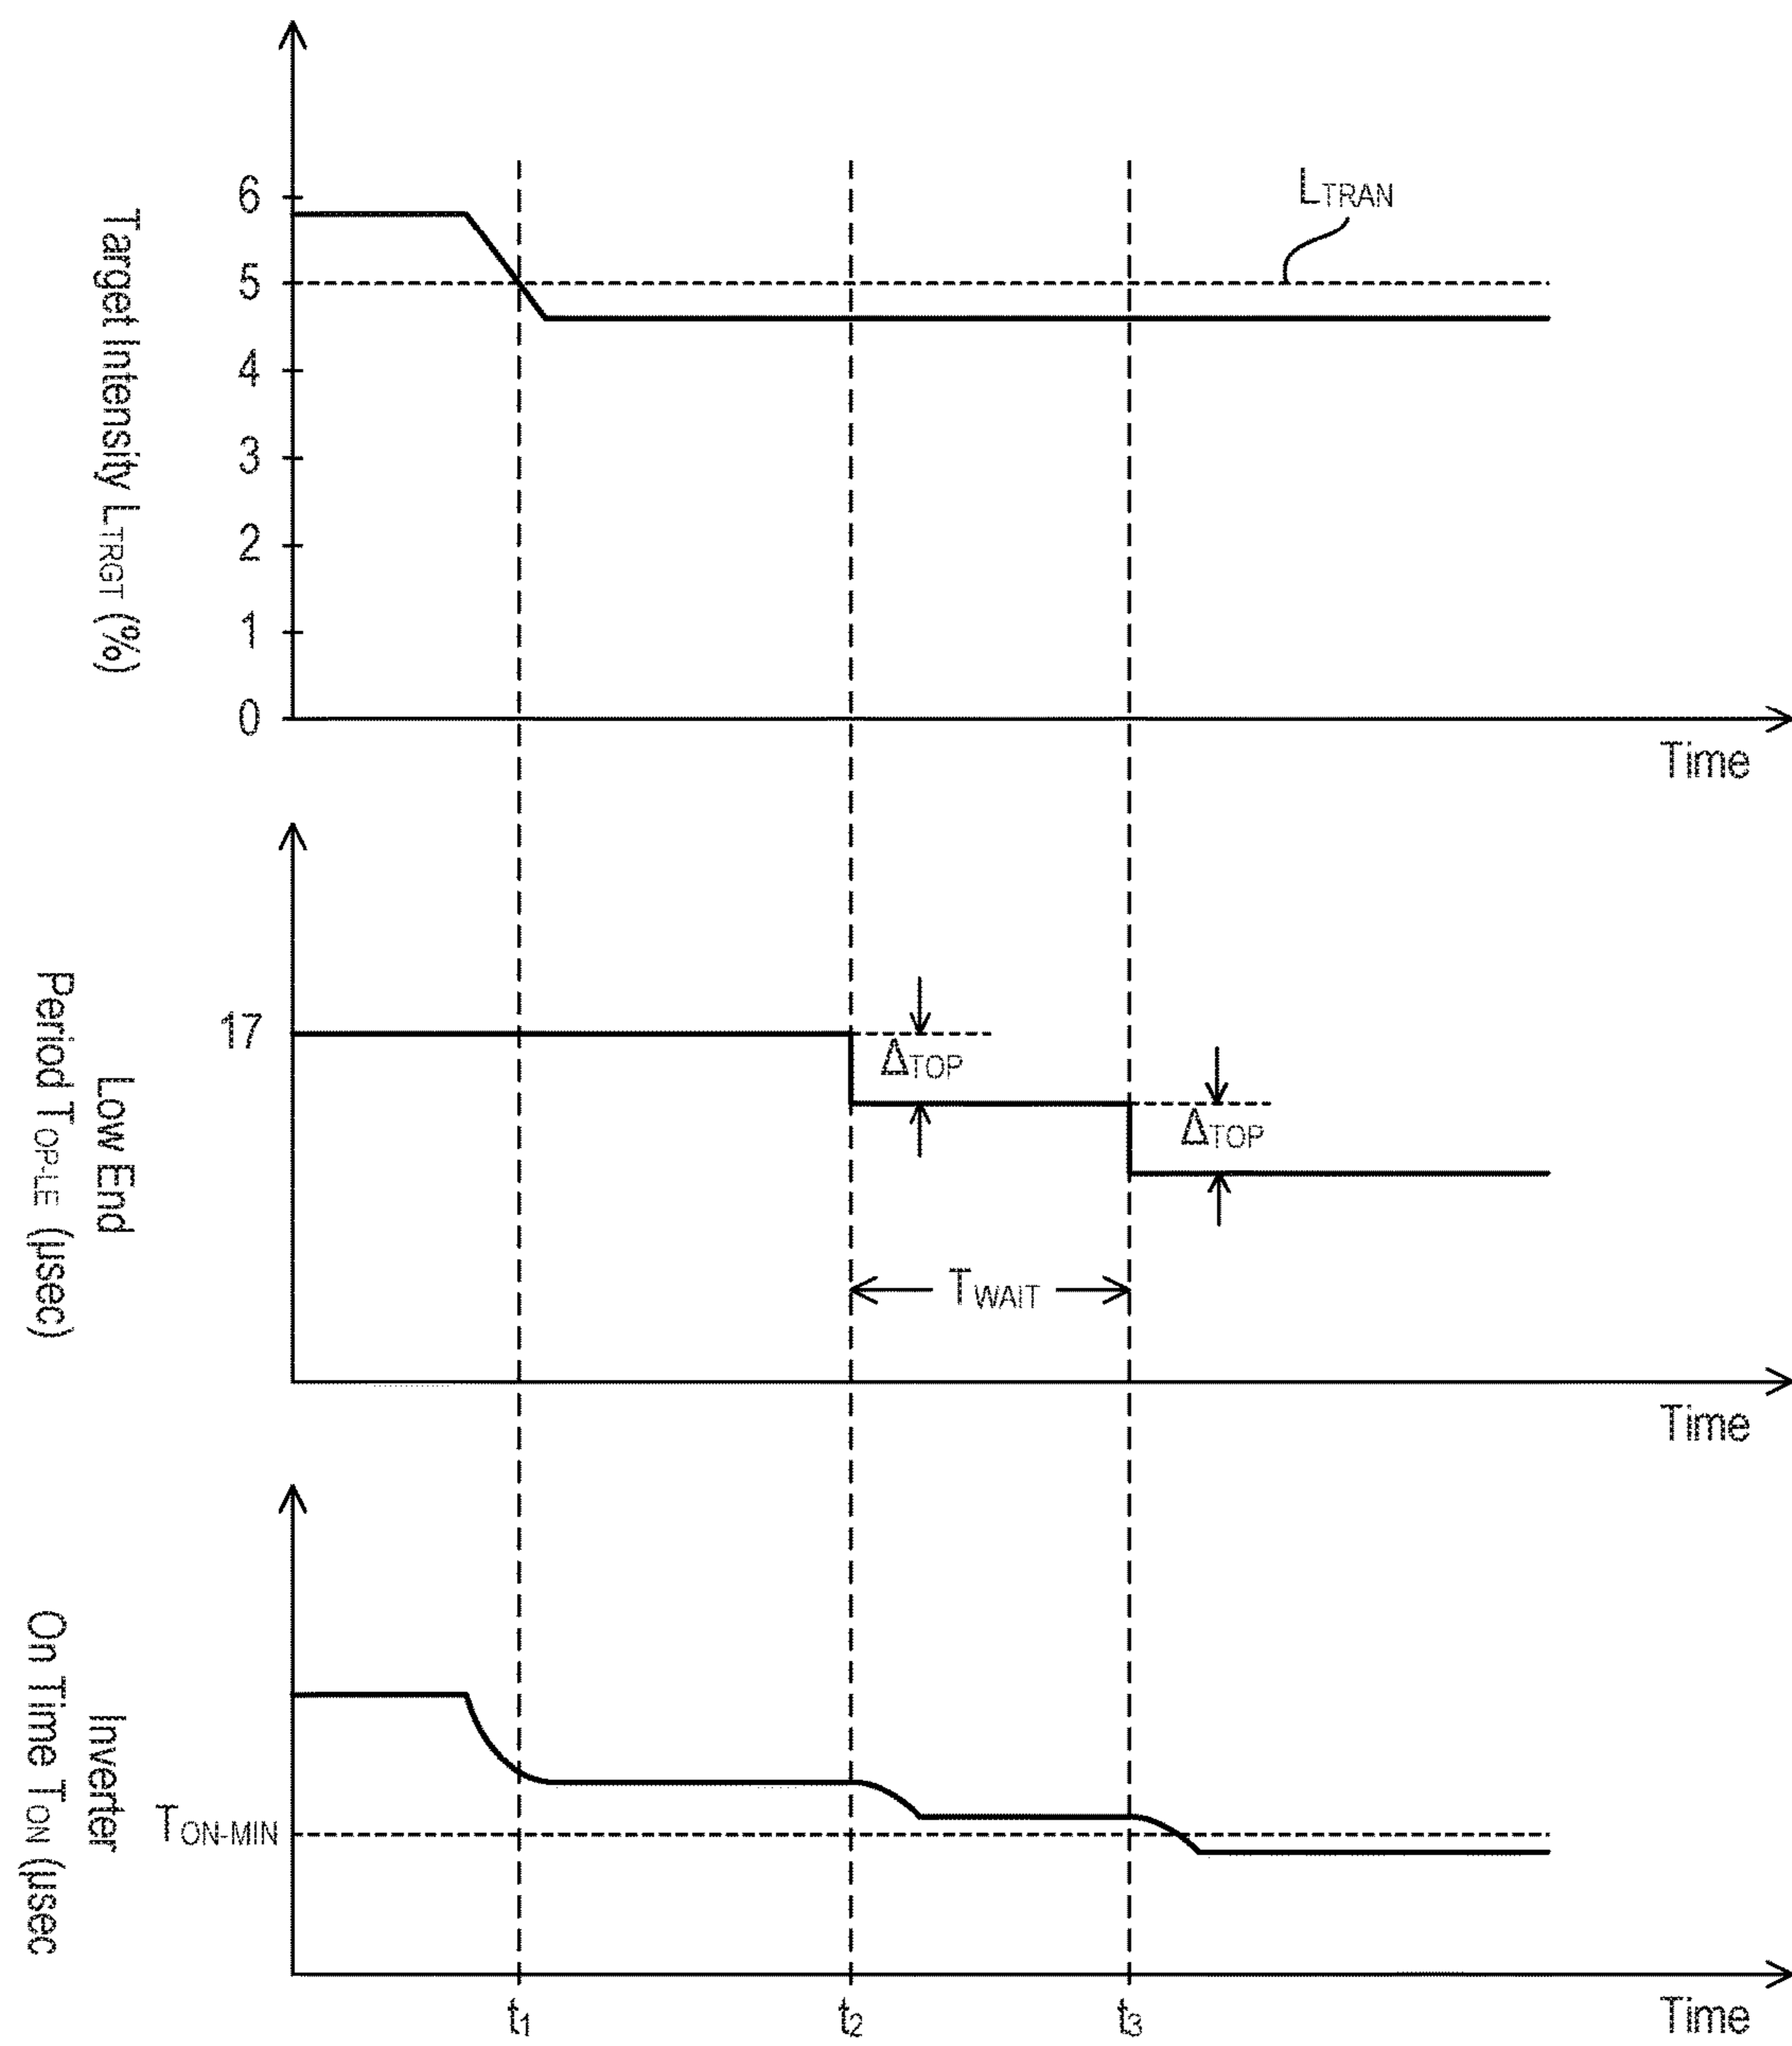 Target Intensity LTRGT (%)
6
5
4
3
2
1
0
LTRAN
Time
Low End
Period TOP-LE (µsec)
17
ΔTOP
ΔTOP
TWAIT
Time
Inverter
On Time TON (µsec
TON-MIN
t1
t2
t3
Time